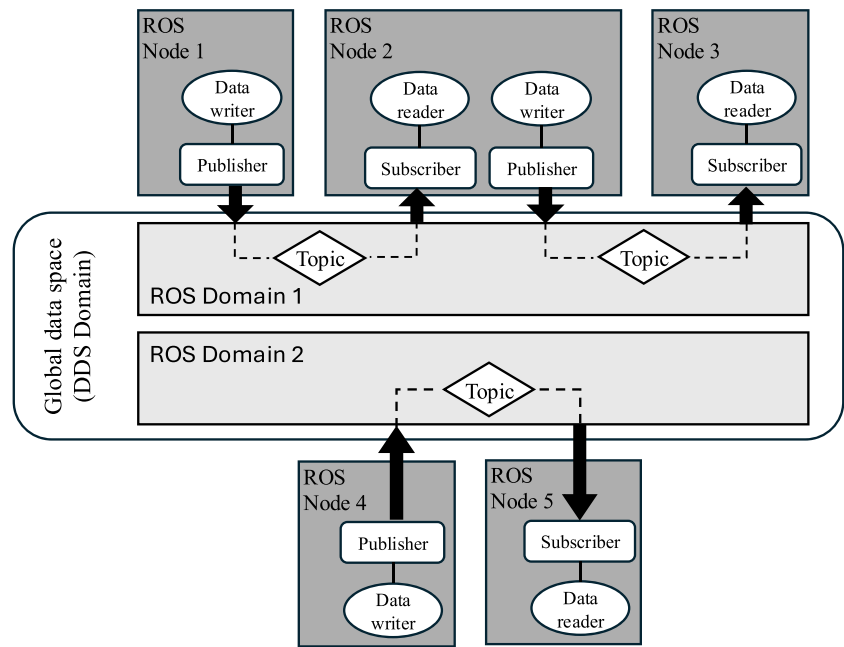 ROS
Node 1
Data
writer
Publisher
ROS
Node 2
Data
reader
Subscriber
Data
writer
Publisher
ROS
Node 3
Data
reader
Subscriber
Global data space
(DDS Domain)
Topic
Topic
ROS Domain 1
ROS Domain 2
Topic
ROS
Node 4
Publisher
Data
writer
ROS
Node 5
Subscriber
Data
reader